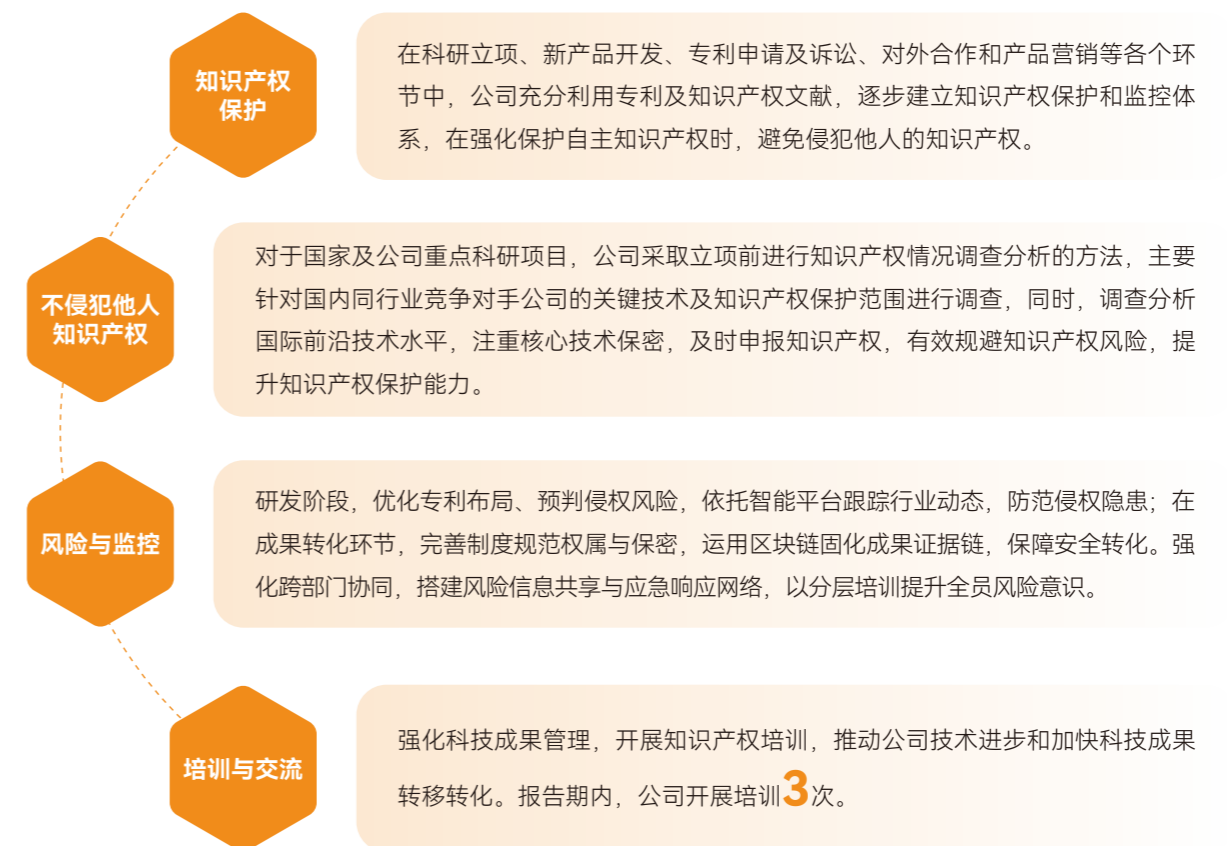 知识产权
保护
在科研立项、新产品开发、专利申请及诉讼、对外合作和产品营销等各个环
节中，公司充分利用专利及知识产权文献，逐步建立知识产权保护和监控体
系，在强化保护自主知识产权时，避免侵犯他人的知识产权。
不侵犯他人
知识产权
对于国家及公司重点科研项目，公司采取立项前进行知识产权情况调查分析的方法，主要
针对国内同行业竞争对手公司的关键技术及知识产权保护范围进行调查，同时，调查分析
国际前沿技术水平，注重核心技术保密，及时申报知识产权，有效规避知识产权风险，提
升知识产权保护能力。
风险与监控
研发阶段，优化专利布局、预判侵权风险，依托智能平台跟踪行业动态，防范侵权隐患；在
成果转化环节，完善制度规范权属与保密，运用区块链固化成果证据链，保障安全转化。强
化跨部门协同，搭建风险信息共享与应急响应网络，以分层培训提升全员风险意识。
培训与交流
强化科技成果管理，开展知识产权培训，推动公司技术进步和加快科技成果
转移转化。报告期内，公司开展培训3次。